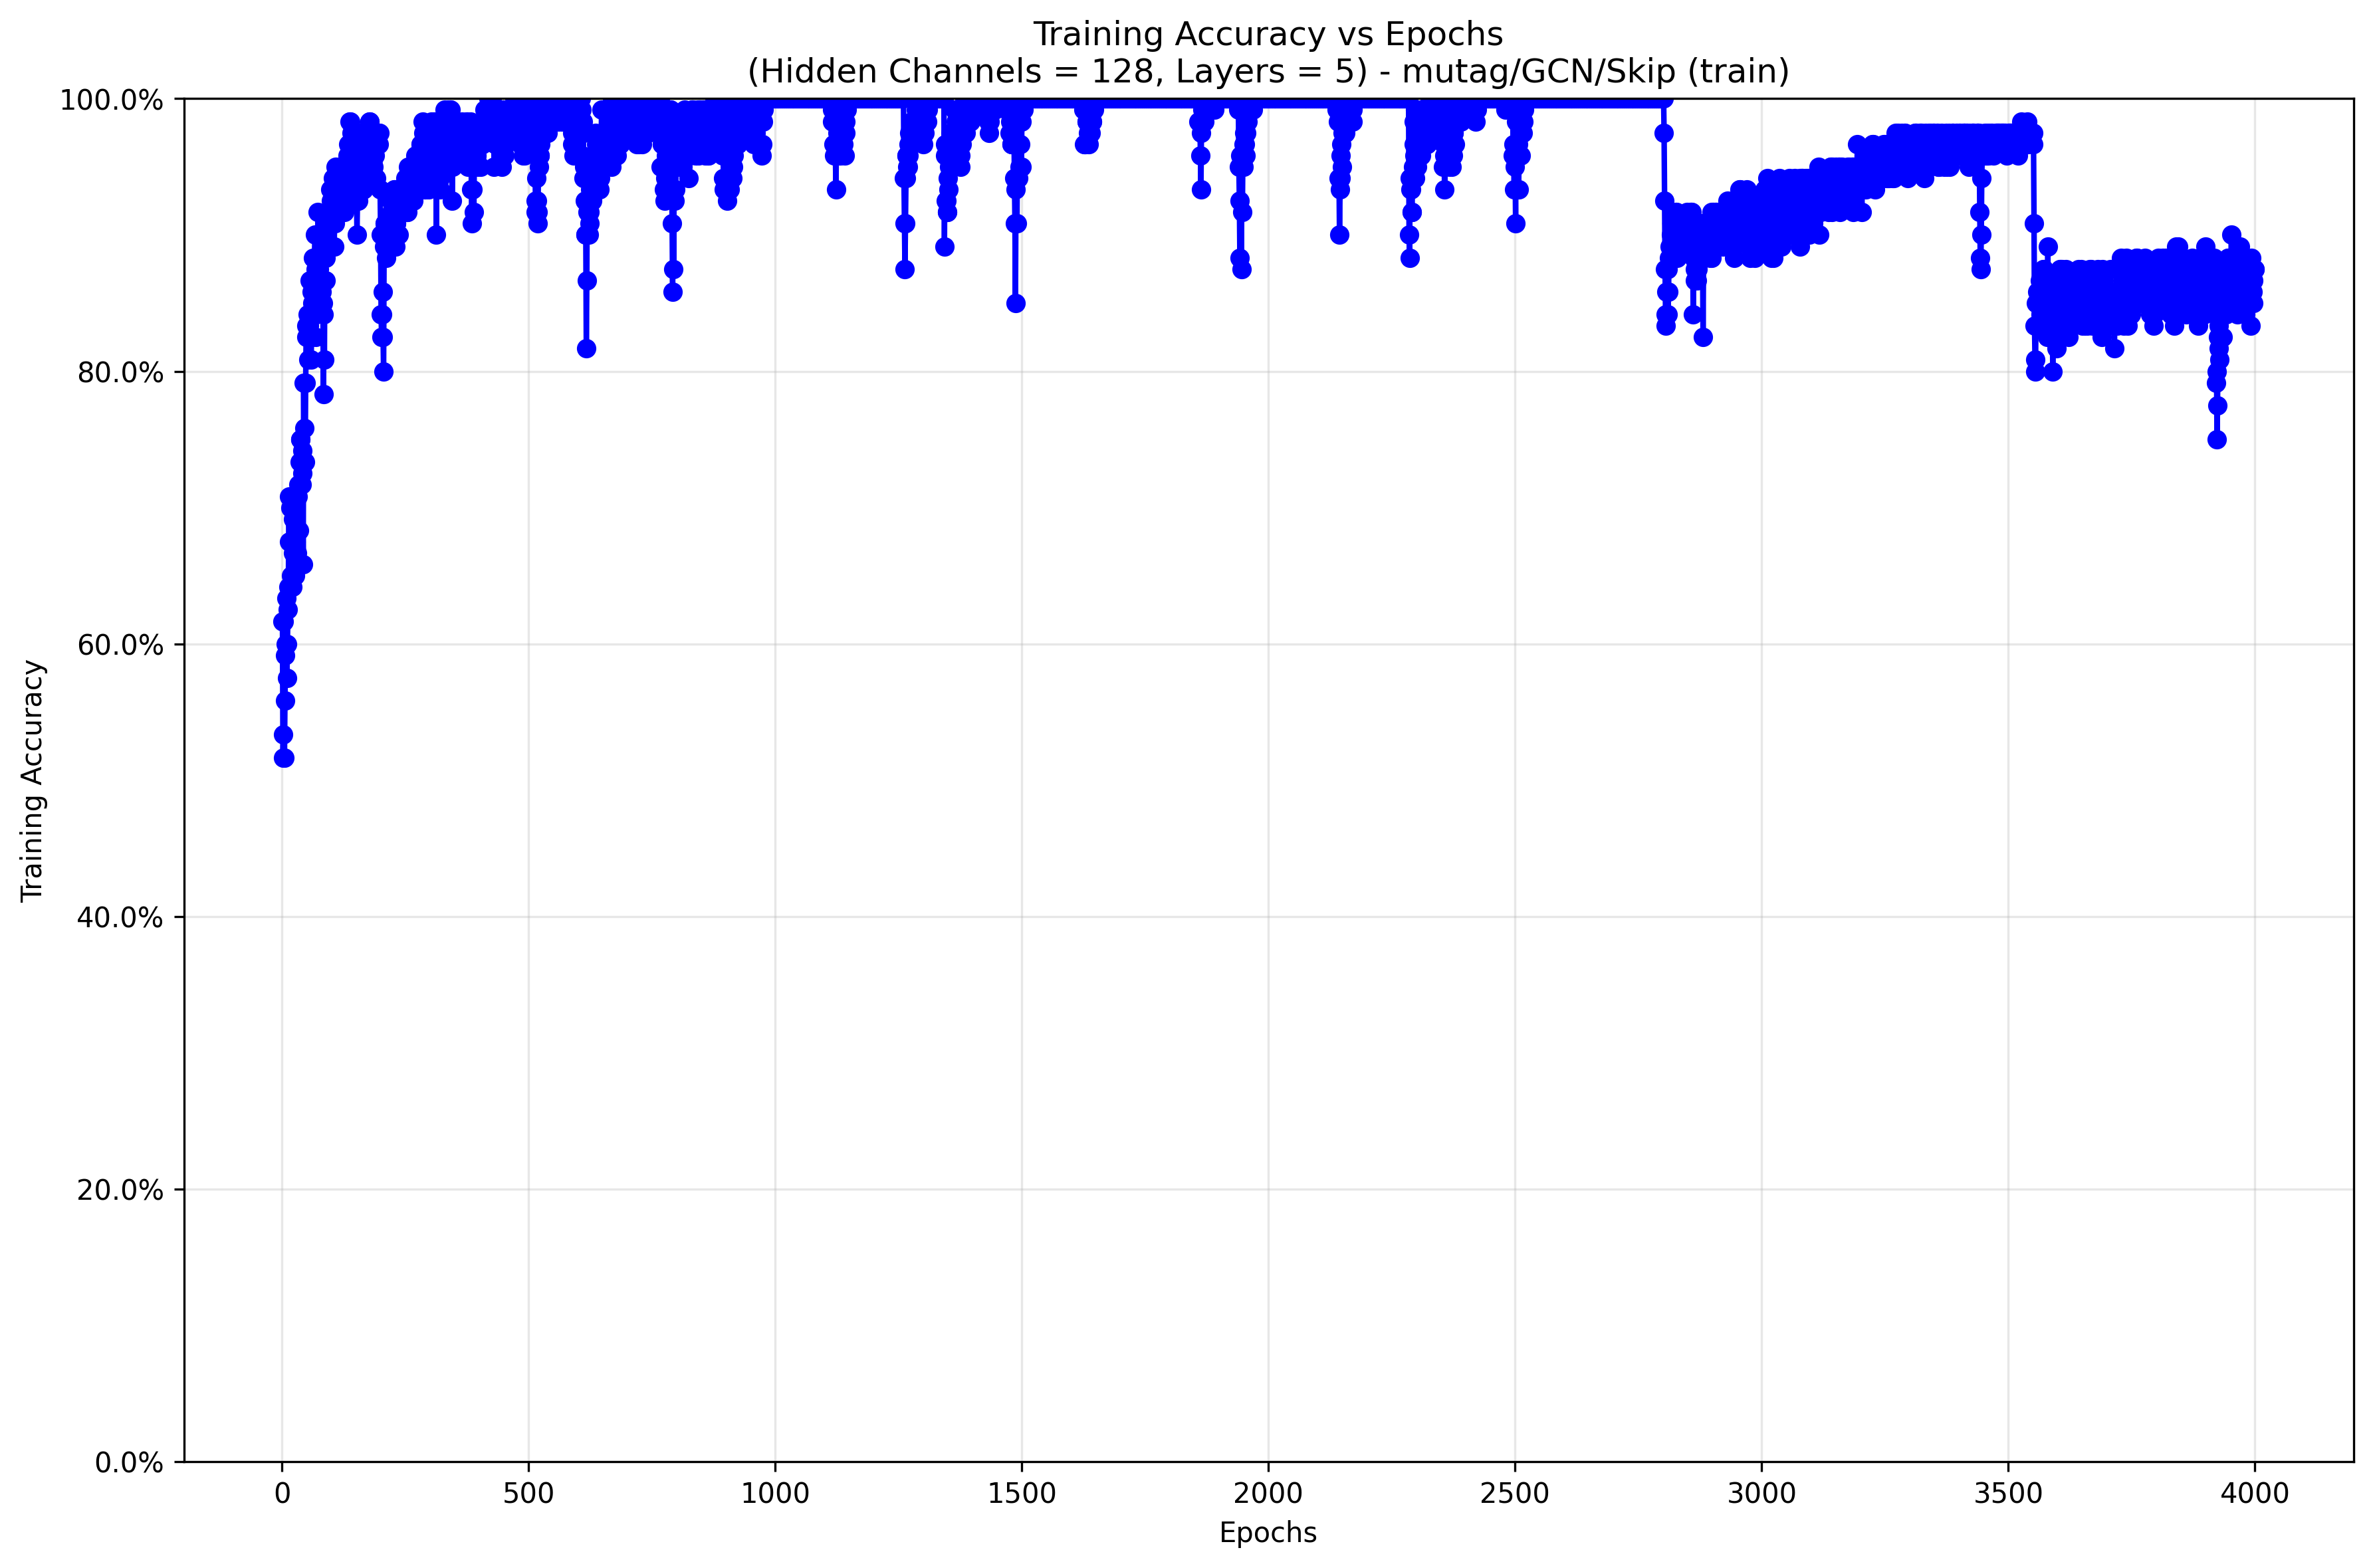 Training Accuracy vs Epochs
(Hidden Channels = 128, Layers = 5) - mutag/GCN/Skip (train)
100.0%
80.0%
60.0%
40.0%
20.0%
0.0%
Training Accuracy
0 500 1000 1500 2000 2500 3000 3500 4000
Epochs